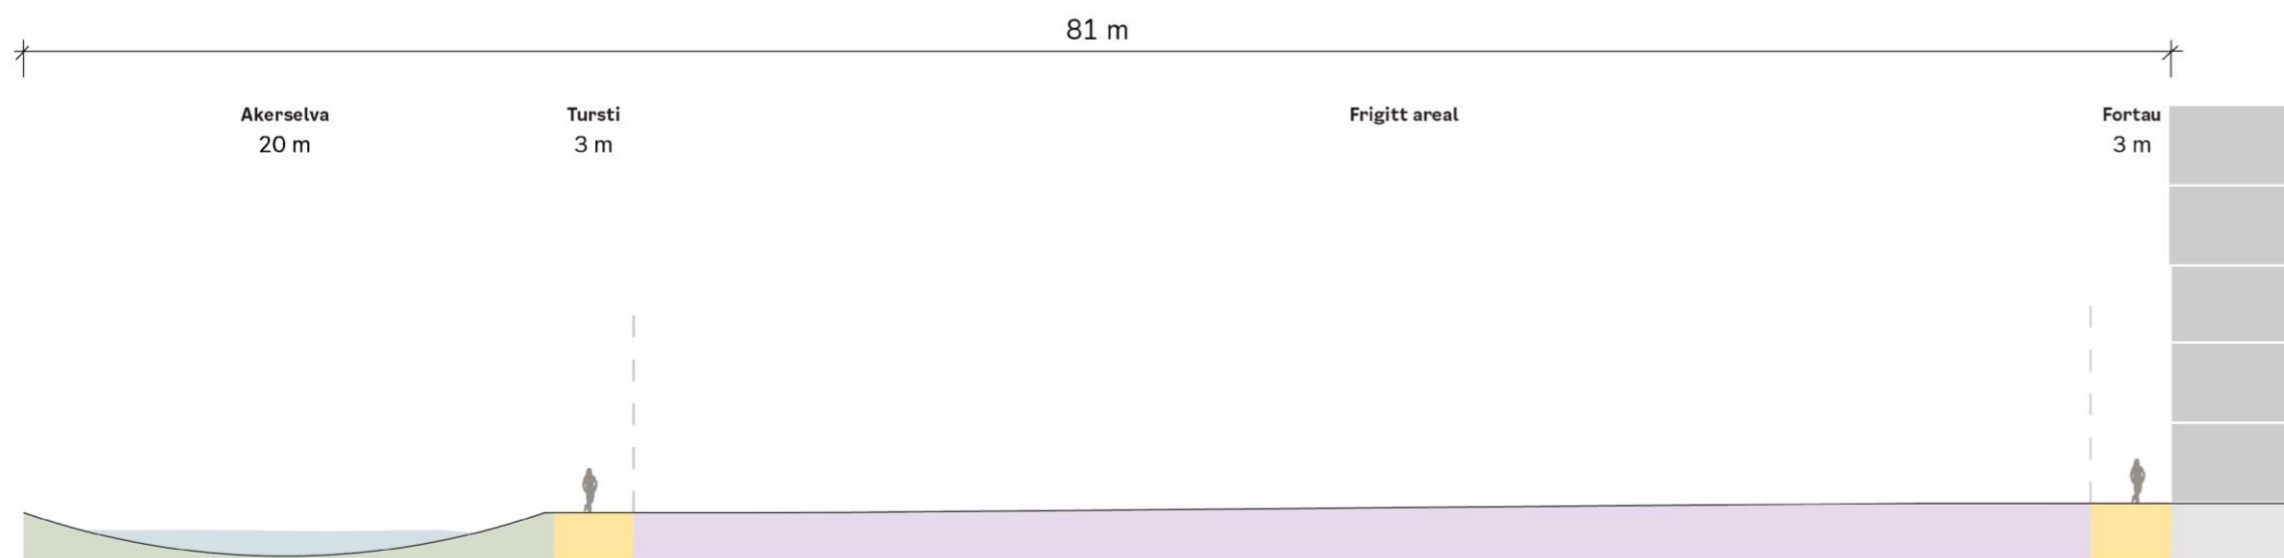 81 m
Akerselva
20 m
Tursti
3 m
Frigitt areal
Fortau
3 m